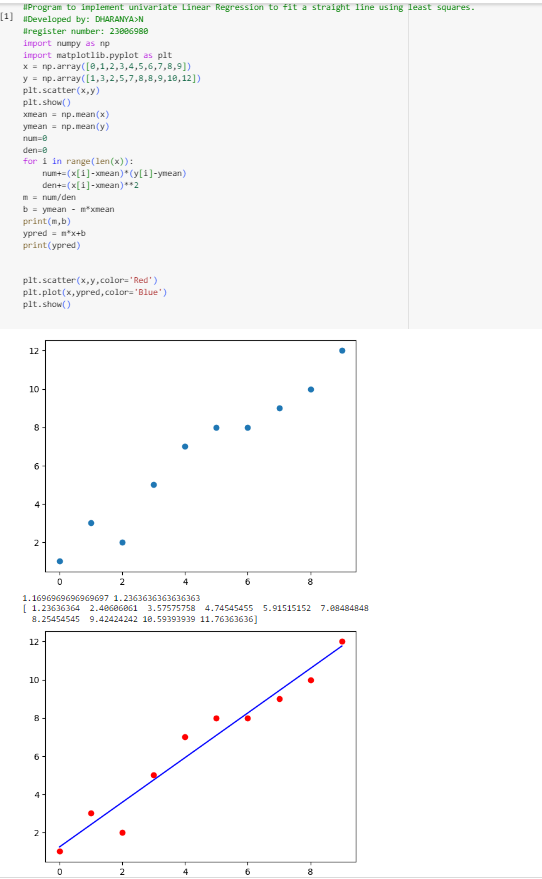 #Program to implement univariate Linear Regression to fit a straight line using least squares.
[1] #Developed by: DHARANYA>N
#register number: 23006980
import numpy as np
import matplotlib.pyplot as plt
x = np.array([0,1,2,3,4,5,6,7,8,9])
y = np.array([1,3,2,5,7,8,8,9,10,12])
plt.scatter(x,y)
plt.show()
xmean = np.mean(x)
ymean = np.mean(y)
num=0
den=0
for i in range(len(x)):
    num+=(x[i]-xmean)*(y[i]-ymean)
    den+=(x[i]-xmean)**2
m = num/den
b = ymean - m*xmean
print(m,b)
ypred = m*x+b
print(ypred)
plt.scatter(x,y,color='Red')
plt.plot(x,ypred,color='Blue')
plt.show()
12
10
8
6
4
2
0 2 4 6 8
1.1696969696969697 1.2363636363636363
[ 1.23636364 2.40606061 3.57575758 4.74545455 5.91515152 7.08484848
8.25454545 9.42424242 10.59393939 11.76363636]
12
10
8
6
4
2
0 2 4 6 8